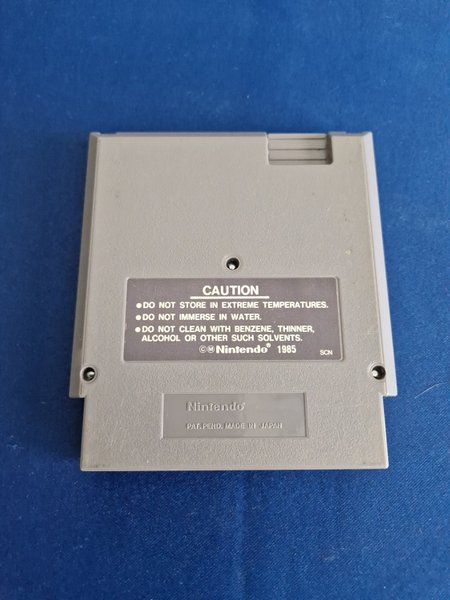 CAUTION
●DO NOT STORE IN EXTREME TEMPERATURES.
●DO NOT IMMERSE IN WATER.
●DO NOT CLEAN WITH BENZENE, THINNER,
ALCOHOL OR OTHER SUCH SOLVENTS.
©Ⓜ Nintendo® 1985 SCN
Nintendo®
PAT. PEND. MADE IN JAPAN